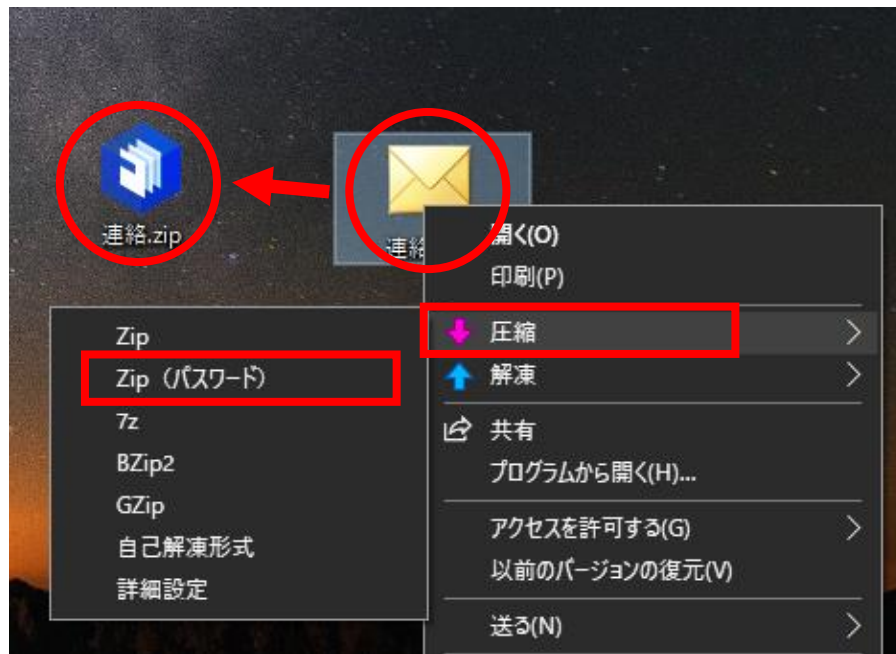 連絡.zip
連絡
開く(O)
印刷(P)
圧縮
解凍
共有
プログラムから開く(H)...
アクセスを許可する(G)
以前のバージョンの復元(V)
送る(N)
Zip
Zip（パスワード）
7z
BZip2
GZip
自己解凍形式
詳細設定